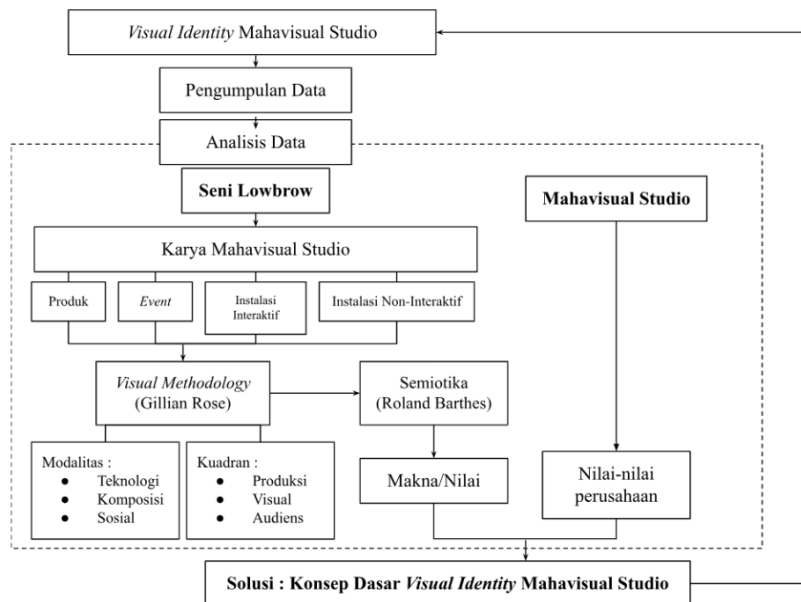 Visual Identity Mahavisual Studio
Pengumpulan Data
Analisis Data
Seni Lowbrow
Mahavisual Studio
Karya Mahavisual Studio
Produk
Event
Instalasi
Interaktif
Instalasi Non-Interaktif
Visual Methodology
(Gillian Rose)
Semiotika
(Roland Barthes)
Modalitas :
● Teknologi
● Komposisi
● Sosial
Kuadran :
● Produksi
● Visual
● Audiens
Makna/Nilai
Nilai-nilai
perusahaan
Solusi : Konsep Dasar Visual Identity Mahavisual Studio